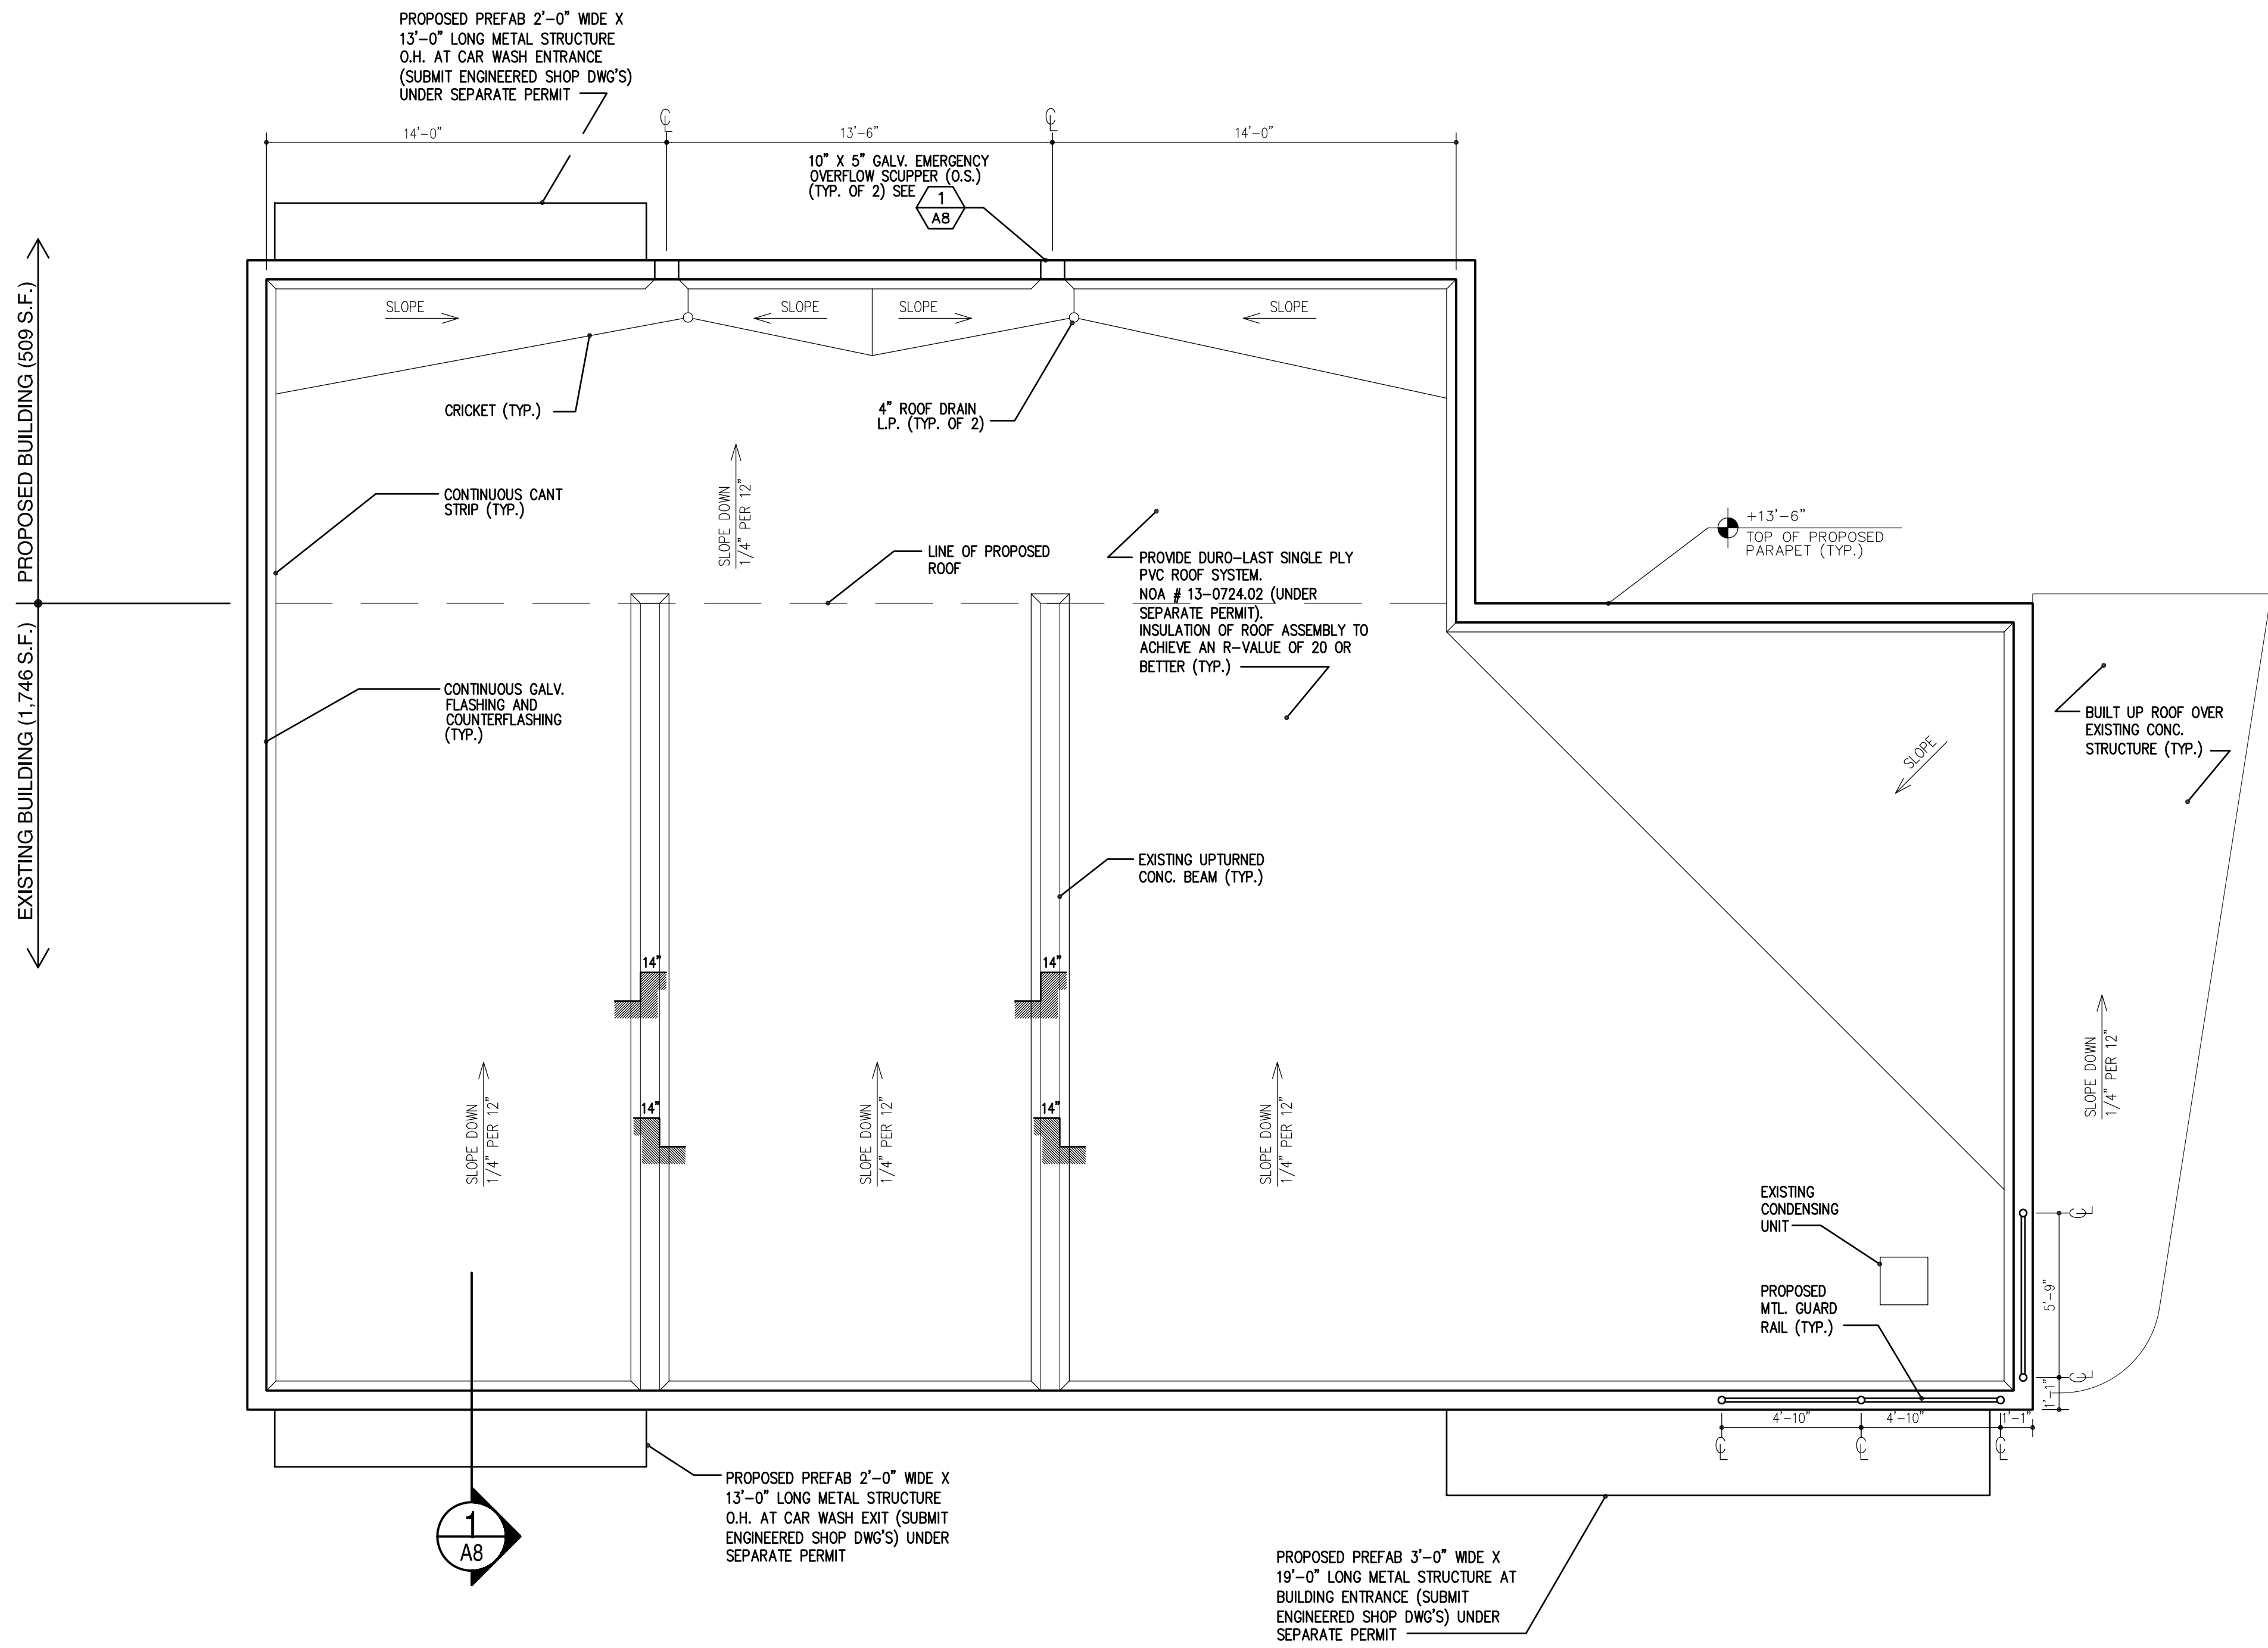 PROPOSED PREFAB 2'-0" WIDE X
13'-0" LONG METAL STRUCTURE
O.H. AT CAR WASH ENTRANCE
(SUBMIT ENGINEERED SHOP DWG'S)
UNDER SEPARATE PERMIT
14'-0"
13'-6"
14'-0"
10" X 5" GALV. EMERGENCY
OVERFLOW SCUPPER (O.S.)
(TYP. OF 2) SEE
1
A8
PROPOSED BUILDING (509 S.F.)
EXISTING BUILDING (1,746 S.F.)
SLOPE
SLOPE
SLOPE
SLOPE
CRICKET (TYP.)
4" ROOF DRAIN
L.P. (TYP. OF 2)
CONTINUOUS CANT
STRIP (TYP.)
SLOPE DOWN
1/4" PER 12"
LINE OF PROPOSED
ROOF
PROVIDE DURO-LAST SINGLE PLY
PVC ROOF SYSTEM.
NOA # 13-0724.02 (UNDER
SEPARATE PERMIT).
INSULATION OF ROOF ASSEMBLY TO
ACHIEVE AN R-VALUE OF 20 OR
BETTER (TYP.)
+13'-6"
TOP OF PROPOSED
PARAPET (TYP.)
CONTINUOUS GALV.
FLASHING AND
COUNTERFLASHING
(TYP.)
BUILT UP ROOF OVER
EXISTING CONC.
STRUCTURE (TYP.)
SLOPE
EXISTING UPTURNED
CONC. BEAM (TYP.)
14"
14"
14"
14"
SLOPE DOWN
1/4" PER 12"
SLOPE DOWN
1/4" PER 12"
SLOPE DOWN
1/4" PER 12"
SLOPE DOWN
1/4" PER 12"
EXISTING
CONDENSING
UNIT
PROPOSED
MTL. GUARD
RAIL (TYP.)
5'-9"
1'-1"
4'-10"
4'-10"
1'-1"
1
A8
PROPOSED PREFAB 2'-0" WIDE X
13'-0" LONG METAL STRUCTURE
O.H. AT CAR WASH EXIT (SUBMIT
ENGINEERED SHOP DWG'S) UNDER
SEPARATE PERMIT
PROPOSED PREFAB 3'-0" WIDE X
19'-0" LONG METAL STRUCTURE AT
BUILDING ENTRANCE (SUBMIT
ENGINEERED SHOP DWG'S) UNDER
SEPARATE PERMIT